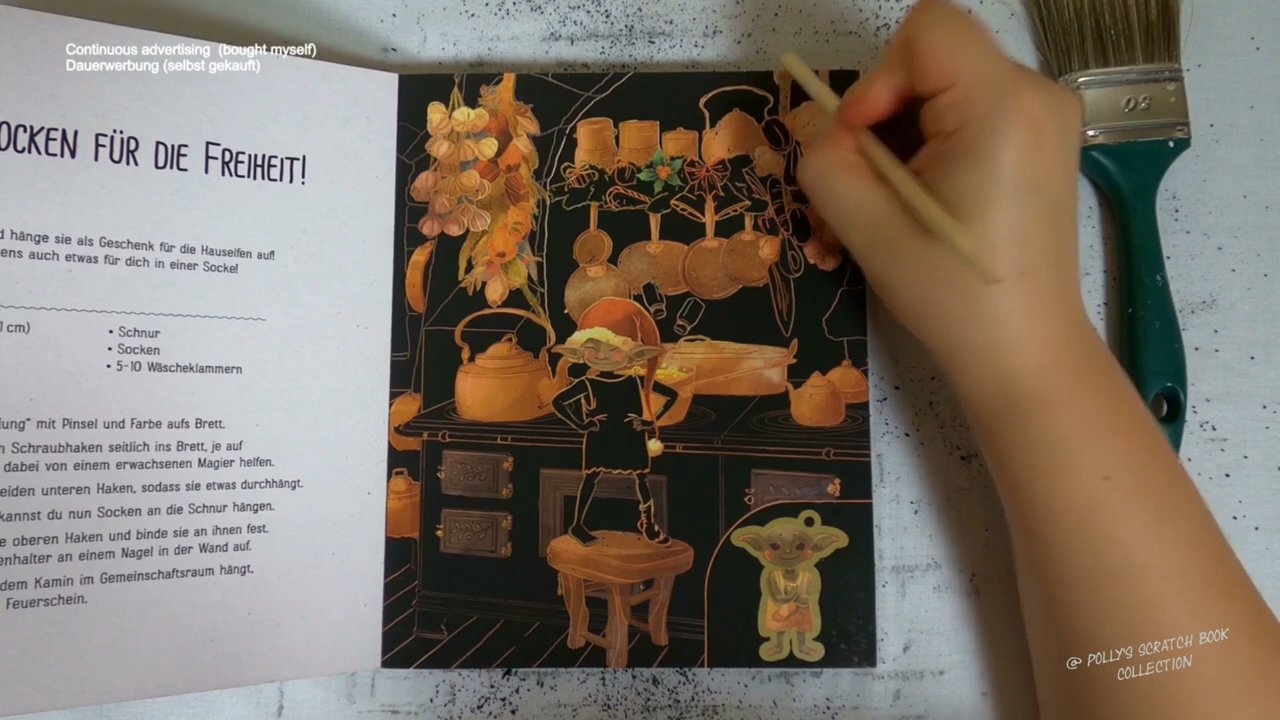 Continuous advertising (bought myself)
Dauerwerbung (selbst gekauft)
OCKEN FÜR DIE FREIHEIT!
d hänge sie als Geschenk für die Hauselfen auf!
ens auch etwas für dich in einer Socke!
1 cm)
• Schnur
• Socken
• 5-10 Wäscheklammern
ung" mit Pinsel und Farbe aufs Brett.
n Schraubhaken seitlich ins Brett, je auf
dabei von einem erwachsenen Magier helfen.
eiden unteren Haken, sodass sie etwas durchhängt.
kannst du nun Socken an die Schnur hängen.
e oberen Haken und binde sie an ihnen fest.
enhalter an einem Nagel in der Wand auf.
dem Kamin im Gemeinschaftsraum hängt,
Feuerschein.
30
@ POLLY'S SCRATCH BOOK
COLLECTION